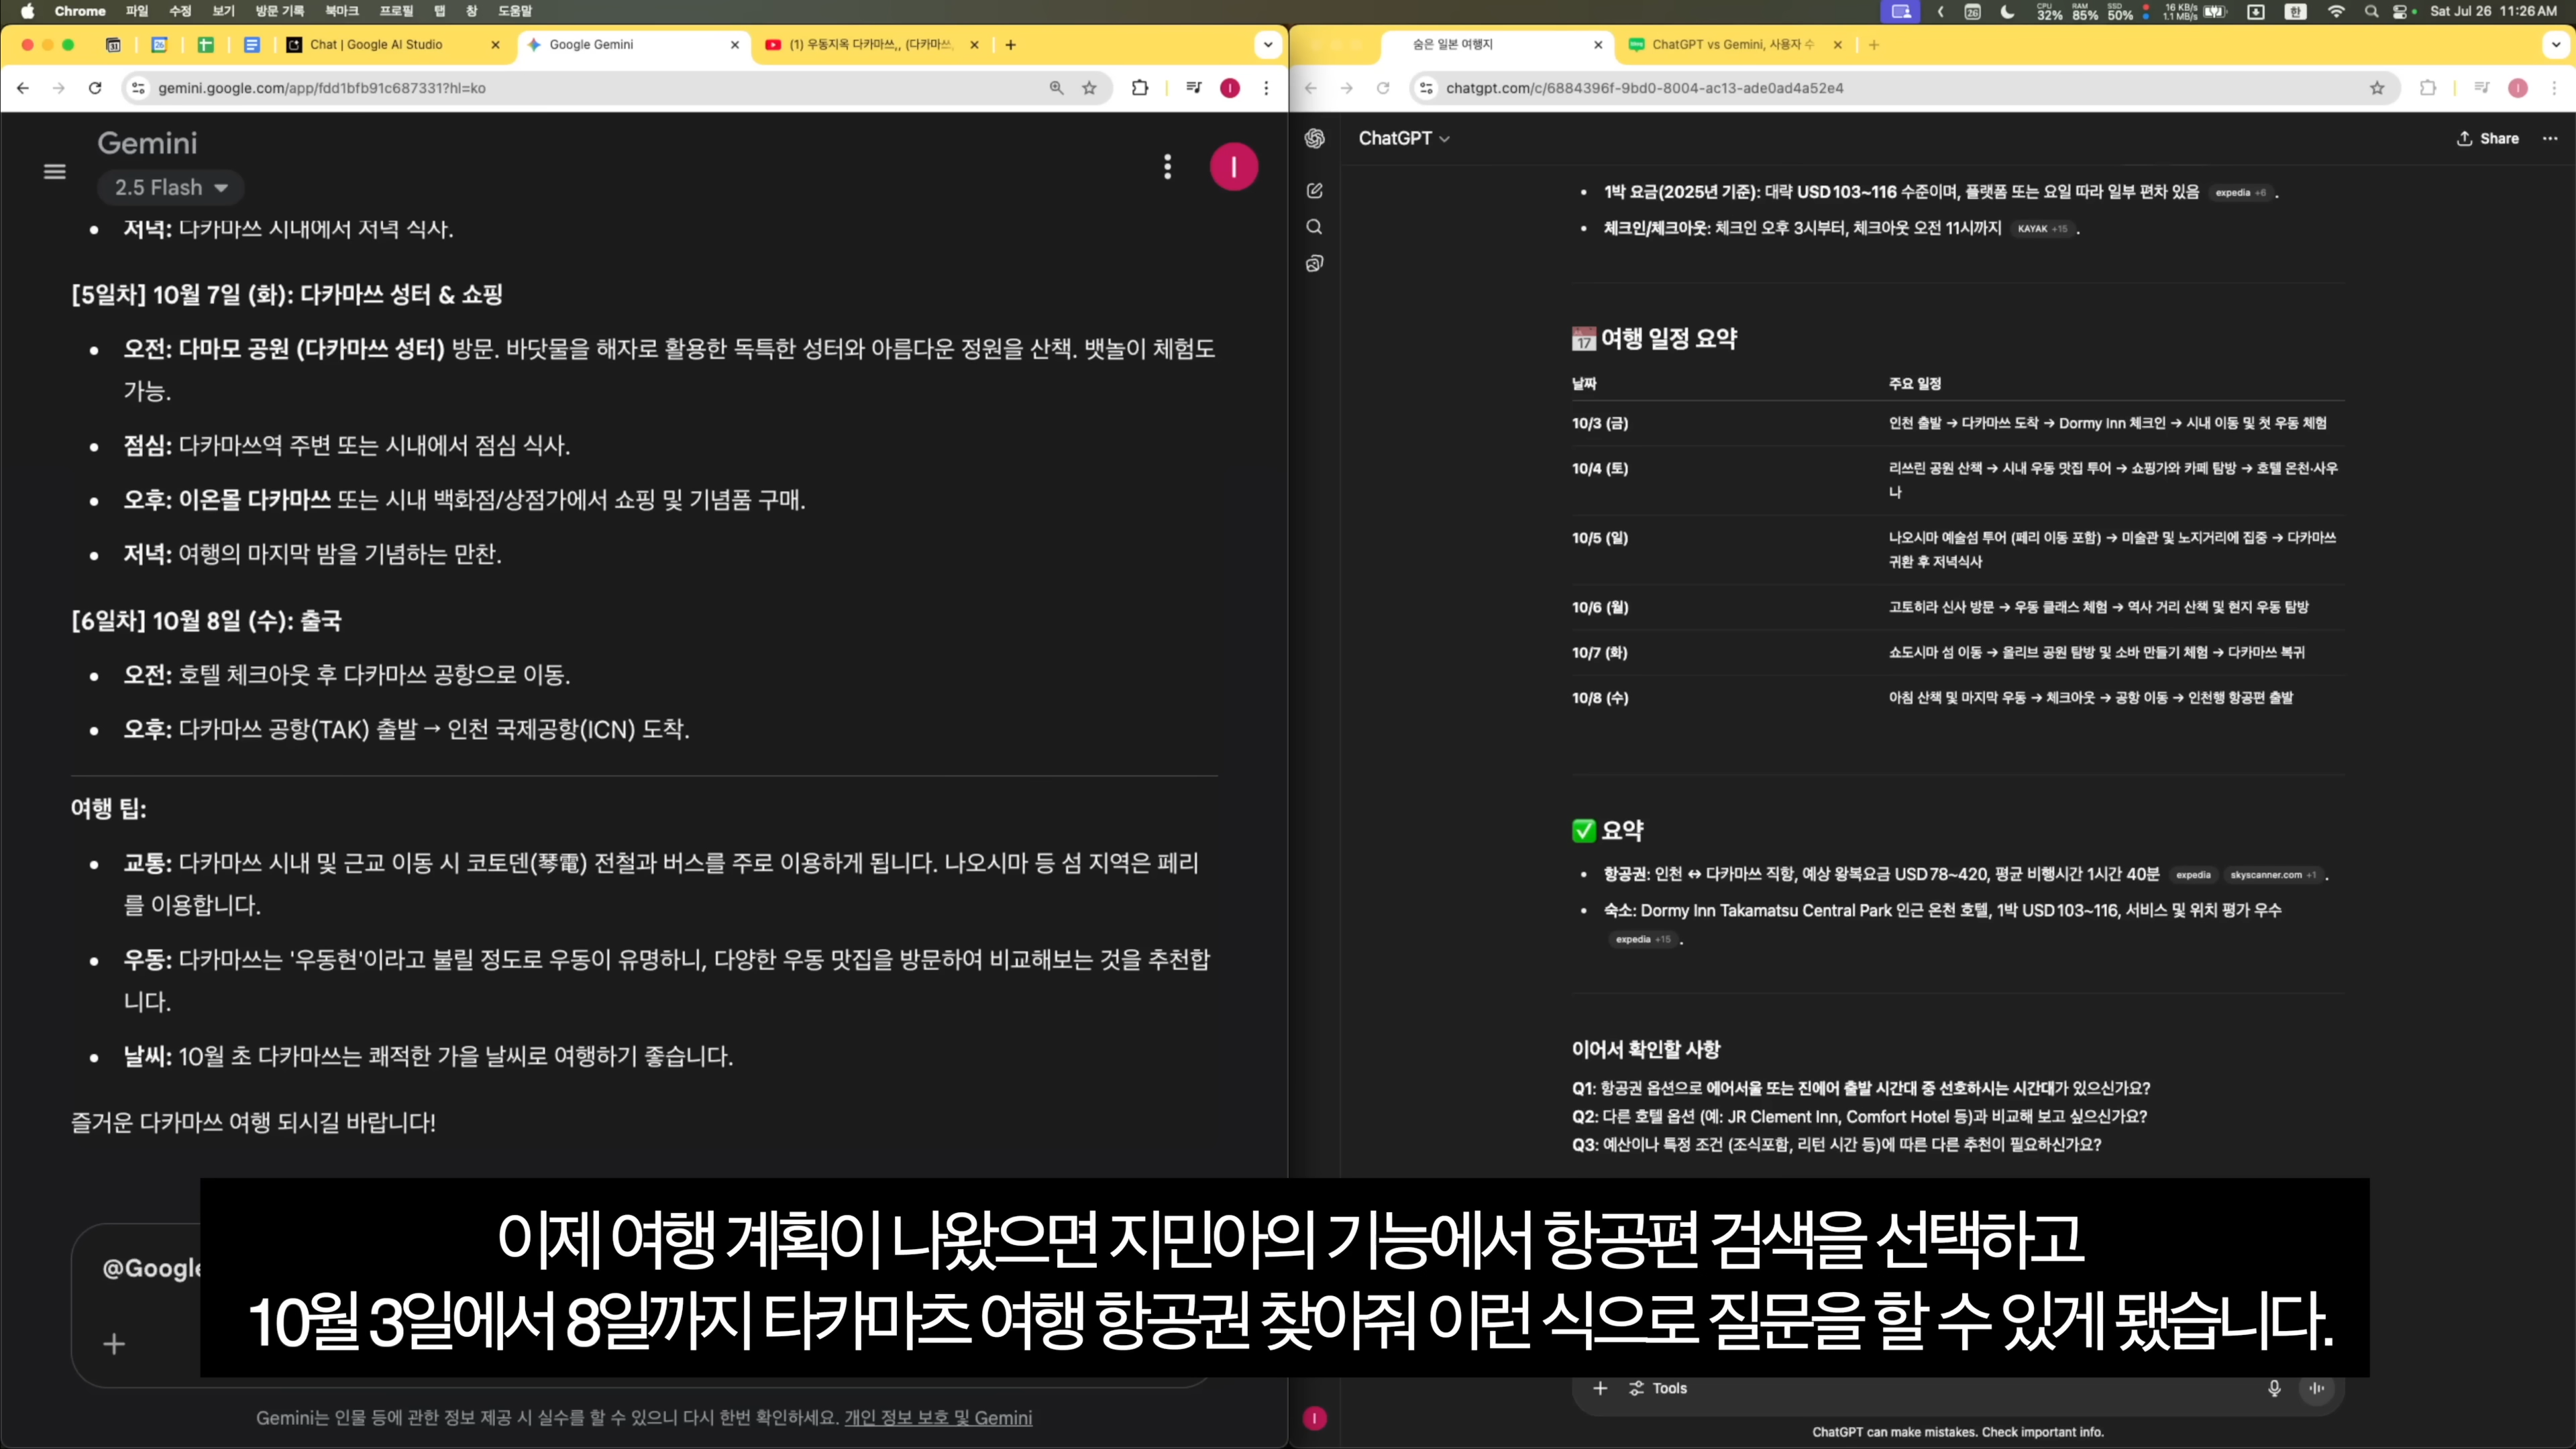 Chrome 파일 수정 보기 방문 기록 북마크 프로필 탭 창 도움말
CPU 32% RAM 85% SSD 50% 16 KB/s 1.1 MB/s 한 Sat Jul 26 11:26 AM
Chat | Google AI Studio
Google Gemini
(1) 우동지옥 다카마쓰,, (다카마쓰,
gemini.google.com/app/fdd1bfb91c687331?hl=ko
Gemini
2.5 Flash
저녁: 다카마쓰 시내에서 저녁 식사.
[5일차] 10월 7일 (화): 다카마쓰 성터 & 쇼핑
오전: 다마모 공원 (다카마쓰 성터) 방문. 바닷물을 해자로 활용한 독특한 성터와 아름다운 정원을 산책. 뱃놀이 체험도
가능.
점심: 다카마쓰역 주변 또는 시내에서 점심 식사.
오후: 이온몰 다카마쓰 또는 시내 백화점/상점가에서 쇼핑 및 기념품 구매.
저녁: 여행의 마지막 밤을 기념하는 만찬.
[6일차] 10월 8일 (수): 출국
오전: 호텔 체크아웃 후 다카마쓰 공항으로 이동.
오후: 다카마쓰 공항(TAK) 출발 → 인천 국제공항(ICN) 도착.
여행 팁:
교통: 다카마쓰 시내 및 근교 이동 시 코토덴(琴電) 전철과 버스를 주로 이용하게 됩니다. 나오시마 등 섬 지역은 페리
를 이용합니다.
우동: 다카마쓰는 '우동현'이라고 불릴 정도로 우동이 유명하니, 다양한 우동 맛집을 방문하여 비교해보는 것을 추천합
니다.
날씨: 10월 초 다카마쓰는 쾌적한 가을 날씨로 여행하기 좋습니다.
즐거운 다카마쓰 여행 되시길 바랍니다!
@Google
Gemini는 인물 등에 관한 정보 제공 시 실수를 할 수 있으니 다시 한번 확인하세요. 개인 정보 보호 및 Gemini
숨은 일본 여행지
ChatGPT vs Gemini, 사용자 수
chatgpt.com/c/6884396f-9bd0-8004-ac13-ade0ad4a52e4
ChatGPT
Share
1박 요금(2025년 기준): 대략 USD 103~116 수준이며, 플랫폼 또는 요일 따라 일부 편차 있음 expedia +6 .
체크인/체크아웃: 체크인 오후 3시부터, 체크아웃 오전 11시까지 KAYAK +15 .
17 여행 일정 요약
날짜 주요 일정
10/3 (금) 인천 출발 → 다카마쓰 도착 → Dormy Inn 체크인 → 시내 이동 및 첫 우동 체험
10/4 (토) 리쓰린 공원 산책 → 시내 우동 맛집 투어 → 쇼핑가와 카페 탐방 → 호텔 온천·사우
나
10/5 (일) 나오시마 예술섬 투어 (페리 이동 포함) → 미술관 및 노지거리에 집중 → 다카마쓰
귀환 후 저녁식사
10/6 (월) 고토히라 신사 방문 → 우동 클래스 체험 → 역사 거리 산책 및 현지 우동 탐방
10/7 (화) 쇼도시마 섬 이동 → 올리브 공원 탐방 및 소바 만들기 체험 → 다카마쓰 복귀
10/8 (수) 아침 산책 및 마지막 우동 → 체크아웃 → 공항 이동 → 인천행 항공편 출발
✅ 요약
항공권: 인천 ↔ 다카마쓰 직항, 예상 왕복요금 USD 78~420, 평균 비행시간 1시간 40분 expedia skyscanner.com +1 .
숙소: Dormy Inn Takamatsu Central Park 인근 온천 호텔, 1박 USD 103~116, 서비스 및 위치 평가 우수
expedia +15 .
이어서 확인할 사항
Q1: 항공권 옵션으로 에어서울 또는 진에어 출발 시간대 중 선호하시는 시간대가 있으신가요?
Q2: 다른 호텔 옵션 (예: JR Clement Inn, Comfort Hotel 등)과 비교해 보고 싶으신가요?
Q3: 예산이나 특정 조건 (조식포함, 리턴 시간 등)에 따른 다른 추천이 필요하신가요?
Tools
ChatGPT can make mistakes. Check important info.
이제 여행 계획이 나왔으면 지민아의 기능에서 항공편 검색을 선택하고
10월 3일에서 8일까지 타카마츠 여행 항공권 찾아줘 이런 식으로 질문을 할 수 있게 됐습니다.